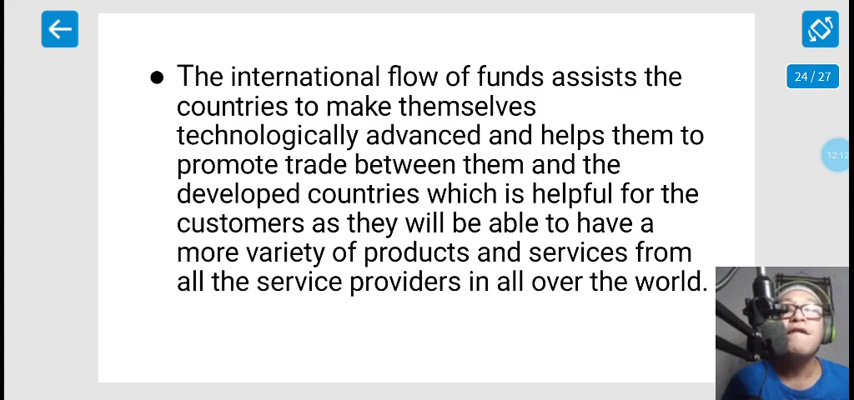 ● The international flow of funds assists the
countries to make themselves
technologically advanced and helps them to
promote trade between them and the
developed countries which is helpful for the
customers as they will be able to have a
more variety of products and services from
all the service providers in all over the world.
24 / 27
12:12